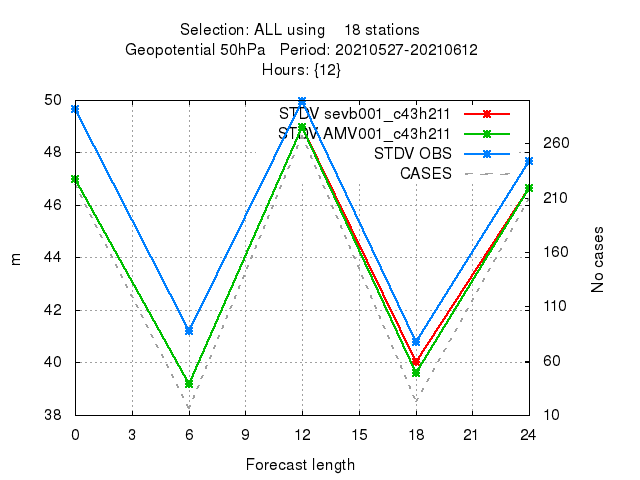 Selection: ALL using 18 stations
Geopotential 50hPa Period: 20210527-20210612
Hours: {12}
STDV sevb001_c43h211
STDV AMV001_c43h211
STDV OBS
CASES
50
48
46
44
42
40
38
m
260
210
160
110
60
10
No cases
0 3 6 9 12 15 18 21 24
Forecast length